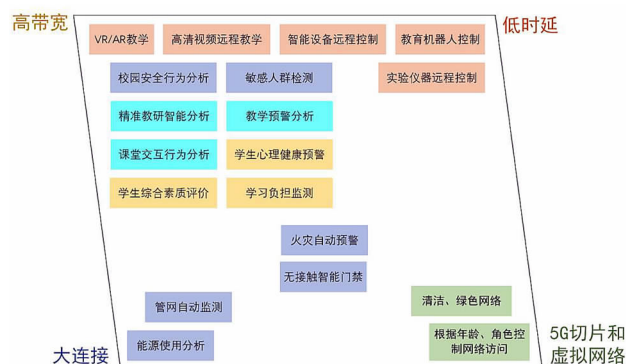 高带宽
低时延
VR/AR教学
高清视频远程教学
智能设备远程控制
教育机器人控制
校园安全行为分析
敏感人群检测
实验仪器远程控制
精准教研智能分析
教学预警分析
课堂交互行为分析
学生心理健康预警
学生综合素质评价
学习负担监测
火灾自动预警
无接触智能门禁
管网自动监测
清洁、绿色网络
能源使用分析
根据年龄、角色控
制网络访问
大连接
5G切片和
虚拟网络